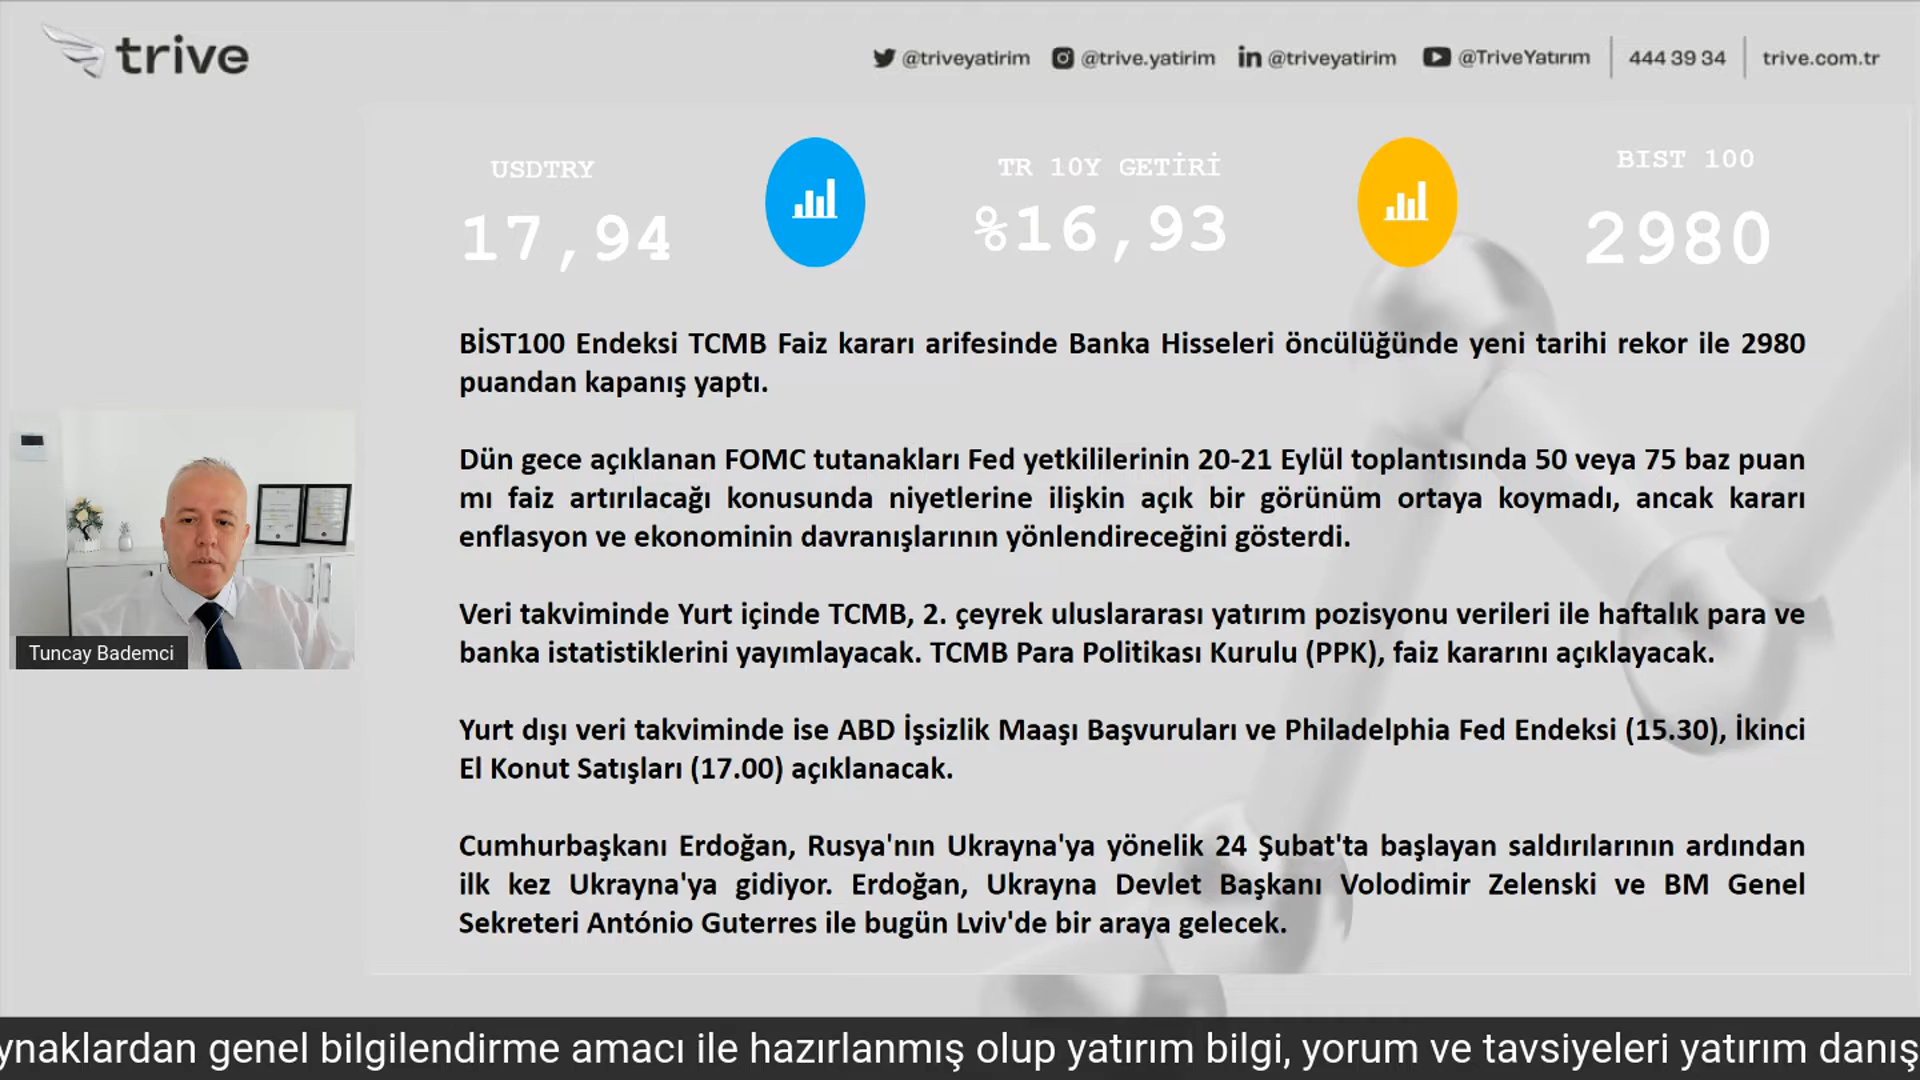 trive
@triveyatirim @trive.yatirim @triveyatirim @TriveYatırım 444 39 34 trive.com.tr
USDTRY TR 10Y GETİRİ BIST 100
17,94 %16,93 2980
BİST100 Endeksi TCMB Faiz kararı arifesinde Banka Hisseleri öncülüğünde yeni tarihi rekor ile 2980
puandan kapanış yaptı.
Dün gece açıklanan FOMC tutanakları Fed yetkililerinin 20-21 Eylül toplantısında 50 veya 75 baz puan
mı faiz artırılacağı konusunda niyetlerine ilişkin açık bir görünüm ortaya koymadı, ancak kararı
enflasyon ve ekonominin davranışlarının yönlendireceğini gösterdi.
Veri takviminde Yurt içinde TCMB, 2. çeyrek uluslararası yatırım pozisyonu verileri ile haftalık para ve
banka istatistiklerini yayımlayacak. TCMB Para Politikası Kurulu (PPK), faiz kararını açıklayacak.
Yurt dışı veri takviminde ise ABD İşsizlik Maaşı Başvuruları ve Philadelphia Fed Endeksi (15.30), İkinci
El Konut Satışları (17.00) açıklanacak.
Cumhurbaşkanı Erdoğan, Rusya'nın Ukrayna'ya yönelik 24 Şubat'ta başlayan saldırılarının ardından
ilk kez Ukrayna'ya gidiyor. Erdoğan, Ukrayna Devlet Başkanı Volodimir Zelenski ve BM Genel
Sekreteri António Guterres ile bugün Lviv'de bir araya gelecek.
Tuncay Bademci
ynaklardan genel bilgilendirme amacı ile hazırlanmış olup yatırım bilgi, yorum ve tavsiyeleri yatırım danış